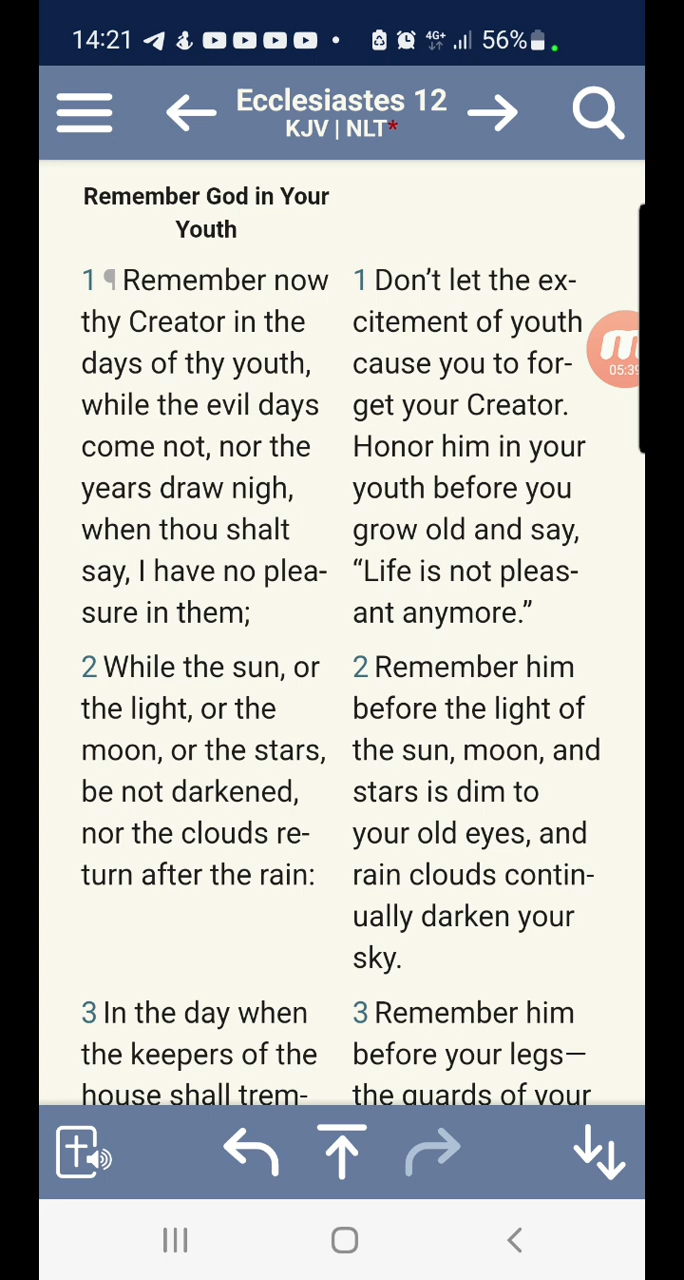 14:21 4G+ 56%
Ecclesiastes 12
KJV | NLT*
Remember God in Your
Youth
1 ¶ Remember now
thy Creator in the
days of thy youth,
while the evil days
come not, nor the
years draw nigh,
when thou shalt
say, I have no plea-
sure in them;
2 While the sun, or
the light, or the
moon, or the stars,
be not darkened,
nor the clouds re-
turn after the rain:
3 In the day when
the keepers of the
house shall trem-
1 Don’t let the ex-
citement of youth
cause you to for-
get your Creator.
Honor him in your
youth before you
grow old and say,
“Life is not pleas-
ant anymore.”
2 Remember him
before the light of
the sun, moon, and
stars is dim to
your old eyes, and
rain clouds contin-
ually darken your
sky.
3 Remember him
before your legs—
the guards of your
m
05:39